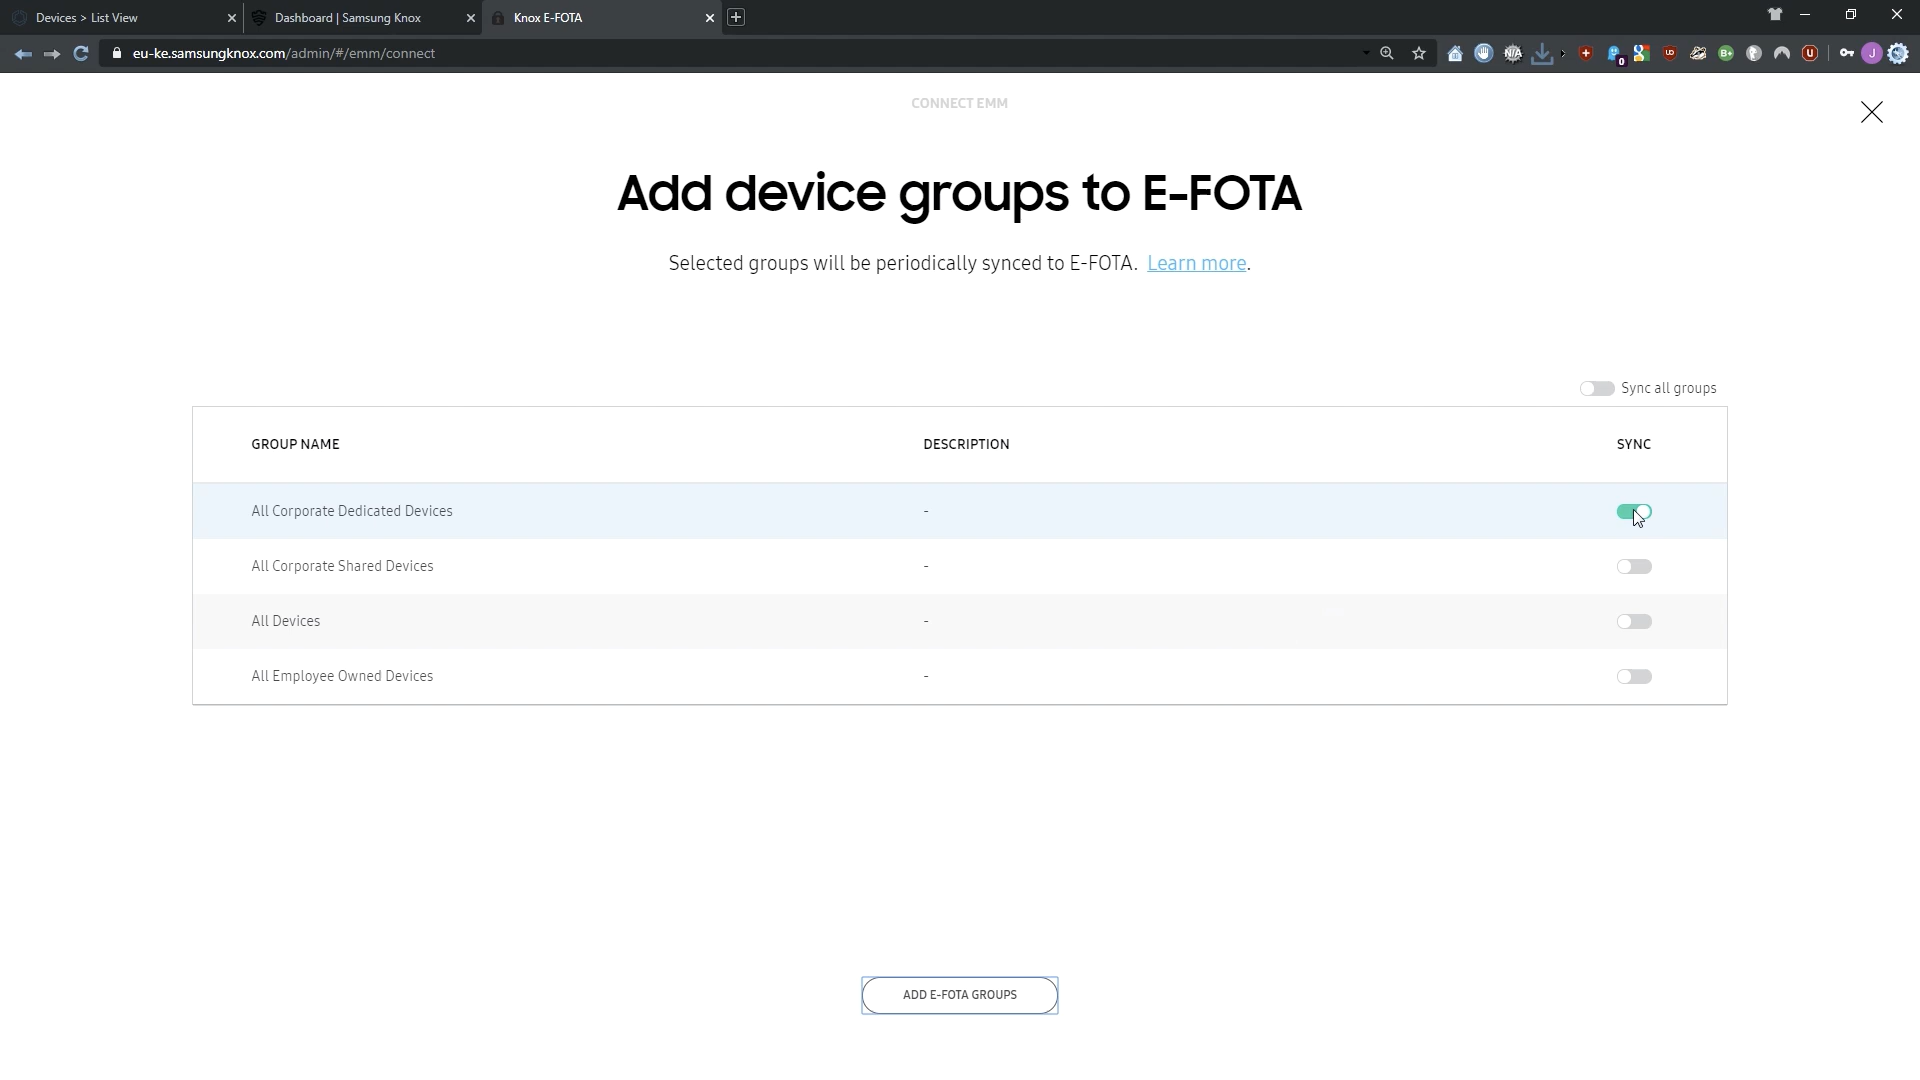 Devices > List View
Dashboard | Samsung Knox
Knox E-FOTA
eu-ke.samsungknox.com/admin/#/emm/connect
N/A
0
B+
J
CONNECT EMM
Add device groups to E-FOTA
Selected groups will be periodically synced to E-FOTA. Learn more.
Sync all groups
GROUP NAME DESCRIPTION SYNC
All Corporate Dedicated Devices -
All Corporate Shared Devices -
All Devices -
All Employee Owned Devices -
ADD E-FOTA GROUPS